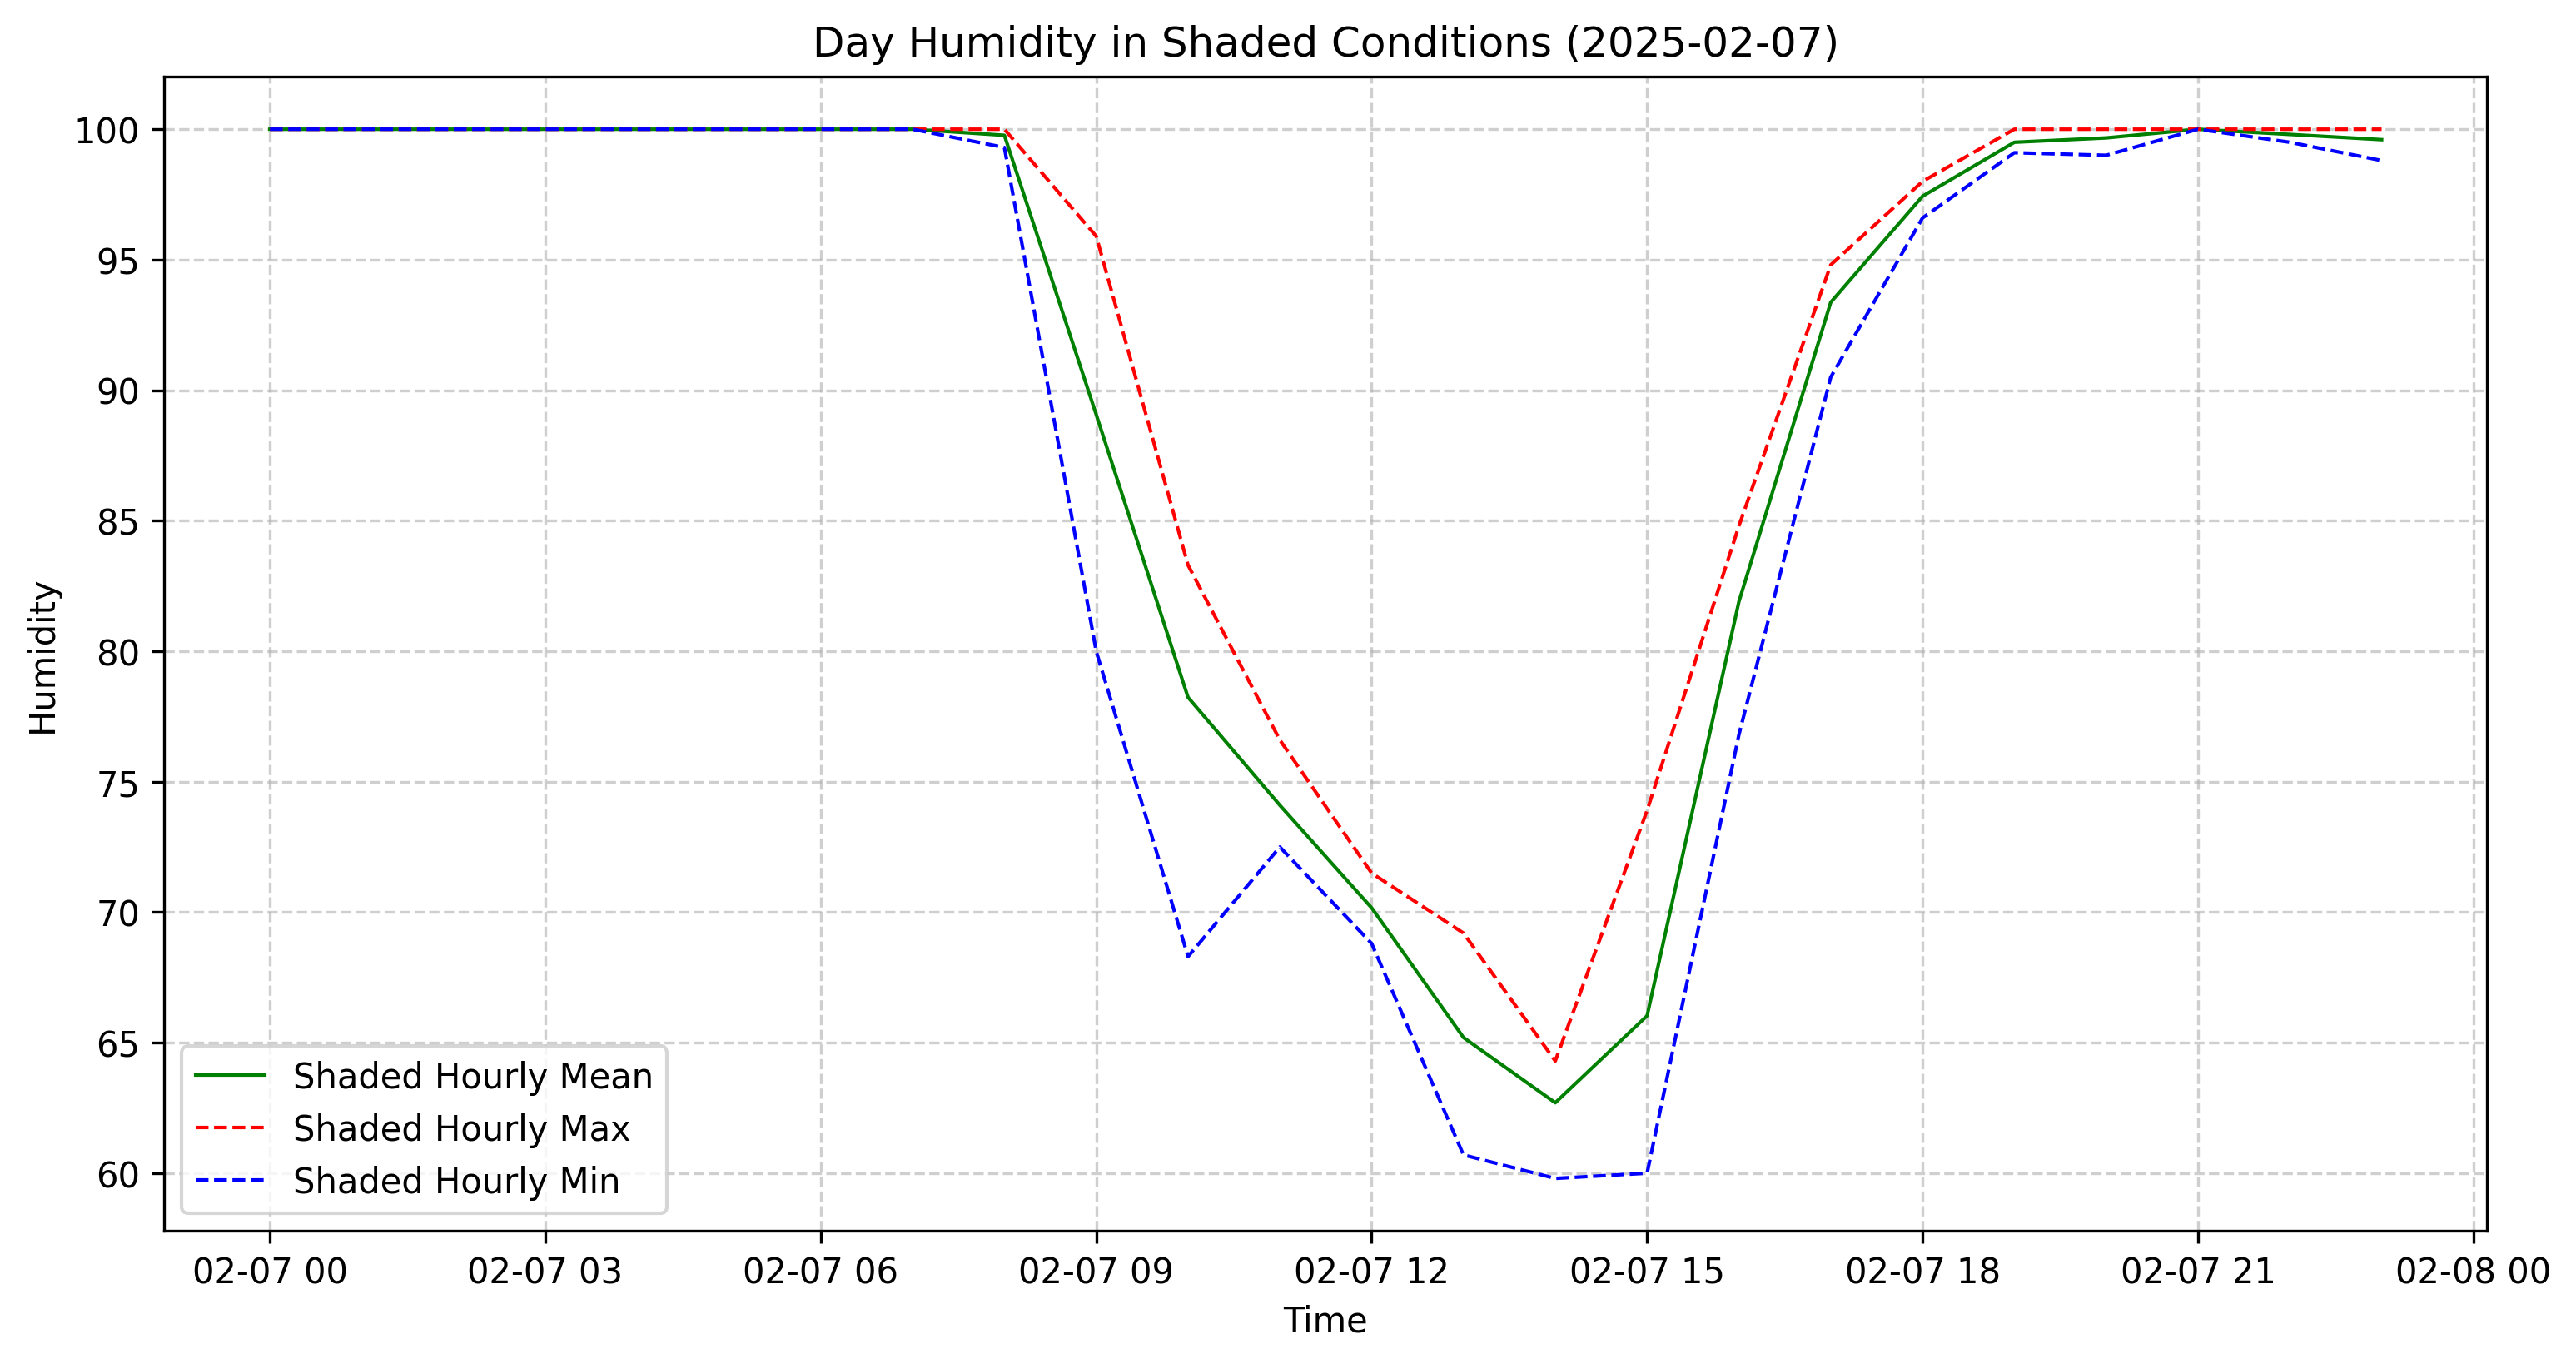 Day Humidity in Shaded Conditions (2025-02-07)
100
95
90
85
80
75
70
65
60
Humidity
Shaded Hourly Mean
Shaded Hourly Max
Shaded Hourly Min
02-07 00 02-07 03 02-07 06 02-07 09 02-07 12 02-07 15 02-07 18 02-07 21 02-08 00
Time